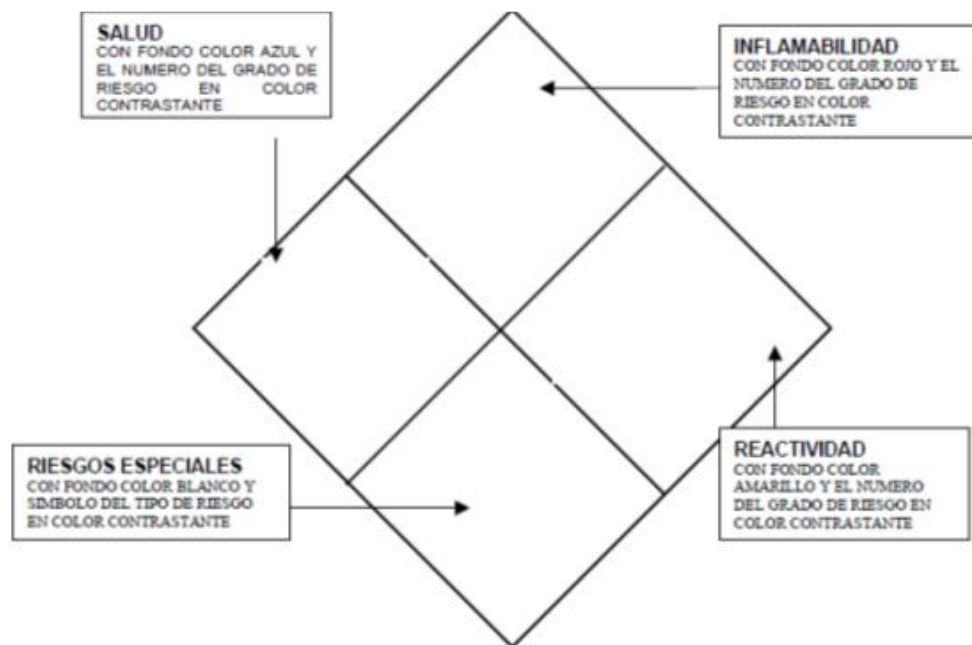 SALUD
CON FONDO COLOR AZUL Y
EL NUMERO DEL GRADO DE
RIESGO EN COLOR
CONTRASTANTE
INFLAMABILIDAD
CON FONDO COLOR ROJO Y EL
NUMERO DEL GRADO DE
RIESGO EN COLOR
CONTRASTANTE
RIESGOS ESPECIALES
CON FONDO COLOR BLANCO Y
SIMBOLO DEL TIPO DE RIESGO
EN COLOR CONTRASTANTE
REACTIVIDAD
CON FONDO COLOR
AMARILLO Y EL NUMERO
DEL GRADO DE RIESGO EN
COLOR CONTRASTANTE